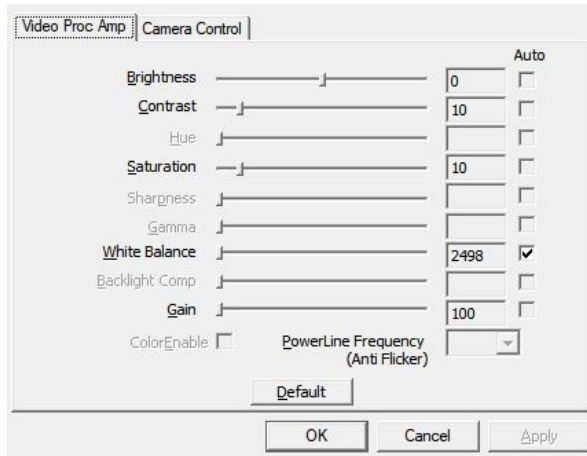 Video Proc Amp Camera Control
Auto
Brightness 0
Contrast 10
Hue
Saturation 10
Sharpness
Gamma
White Balance 2498
Backlight Comp
Gain 100
ColorEnable PowerLine Frequency
(Anti Flicker)
Default
OK Cancel Apply